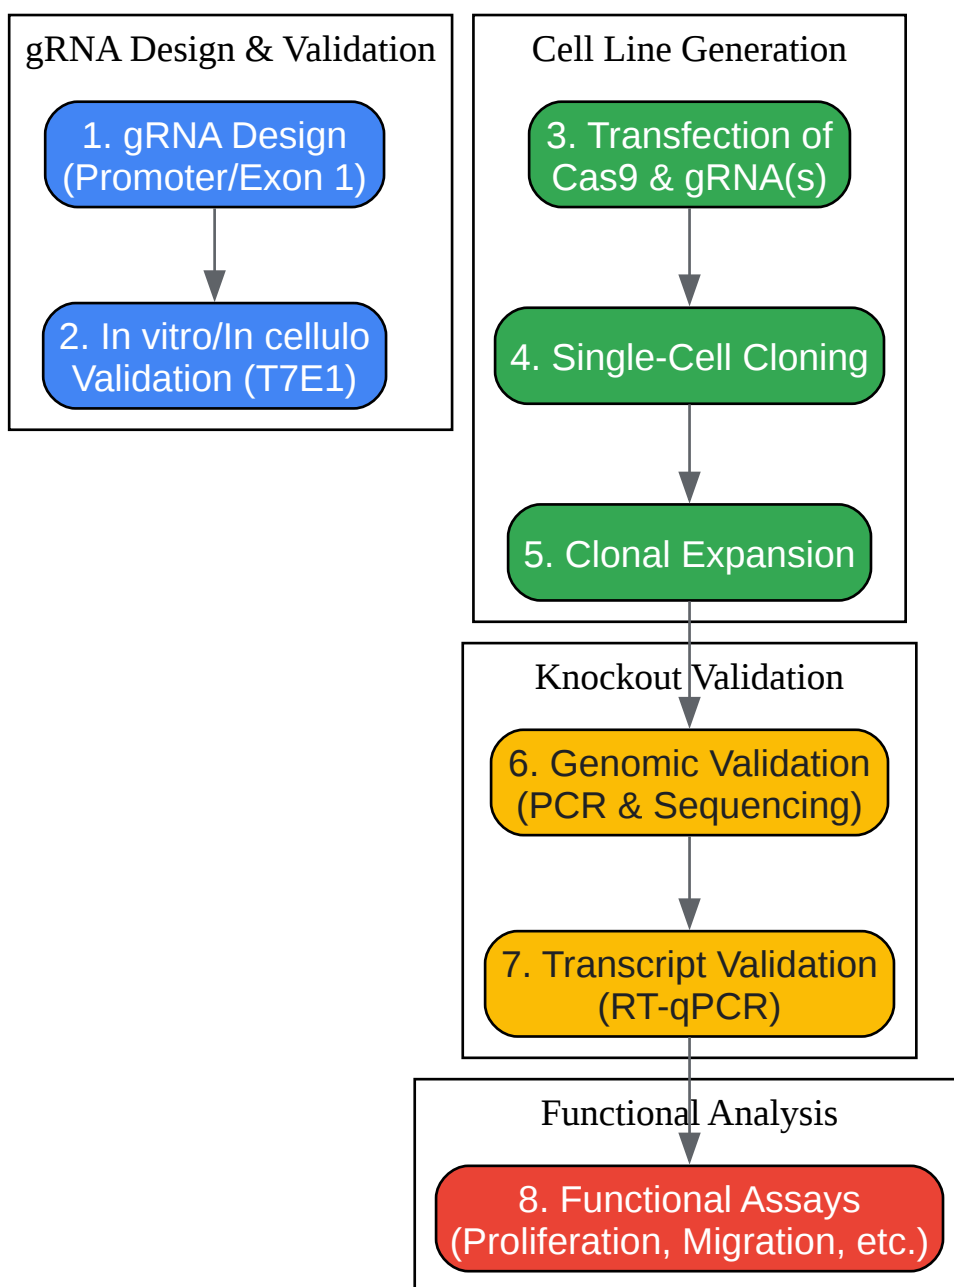 gRNA Design & Validation
1. gRNA Design
(Promoter/Exon 1)
2. In vitro/In cellulo
Validation (T7E1)
Cell Line Generation
3. Transfection of
Cas9 & gRNA(s)
4. Single-Cell Cloning
5. Clonal Expansion
Knockout Validation
6. Genomic Validation
(PCR & Sequencing)
7. Transcript Validation
(RT-qPCR)
Functional Analysis
8. Functional Assays
(Proliferation, Migration, etc.)